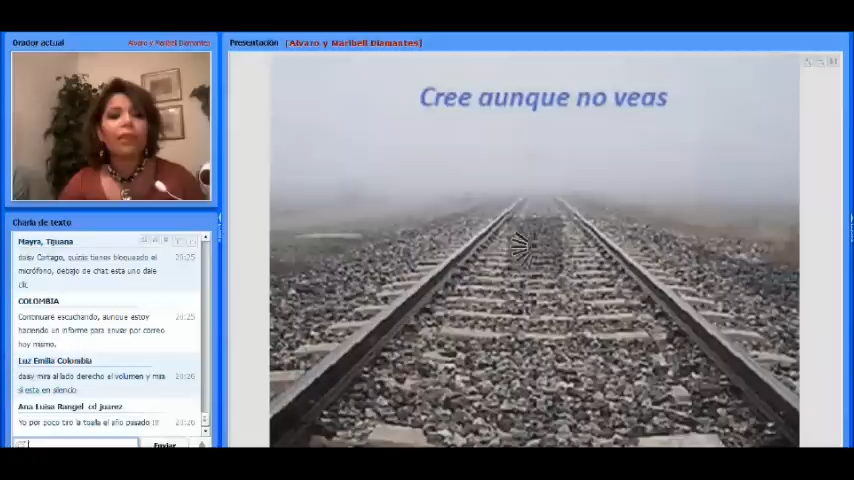 Orador actual
Alvaro y Maribell Diamantes
Presentación [Alvaro y Maribell Diamantes]
Cree aunque no veas
Charla de texto
Mayra, Tijuana
daisy Cartago, quizas tienes bloqueado el 20:25
micrófono, debajo de chat esta uno dale
clic
COLOMBIA
Continuaré escuchando, aunque estoy 20:25
haciendo un informe para enviar por correo
hoy mismo.
Luz Emilia Colombia
daisy mira al lado derecho el volumen y mira 20:26
si esta en silencio
Ana Luisa Rangel cd juarez
Yo por poco tiro la toalla el año pasado !!! 20:26
Enviar